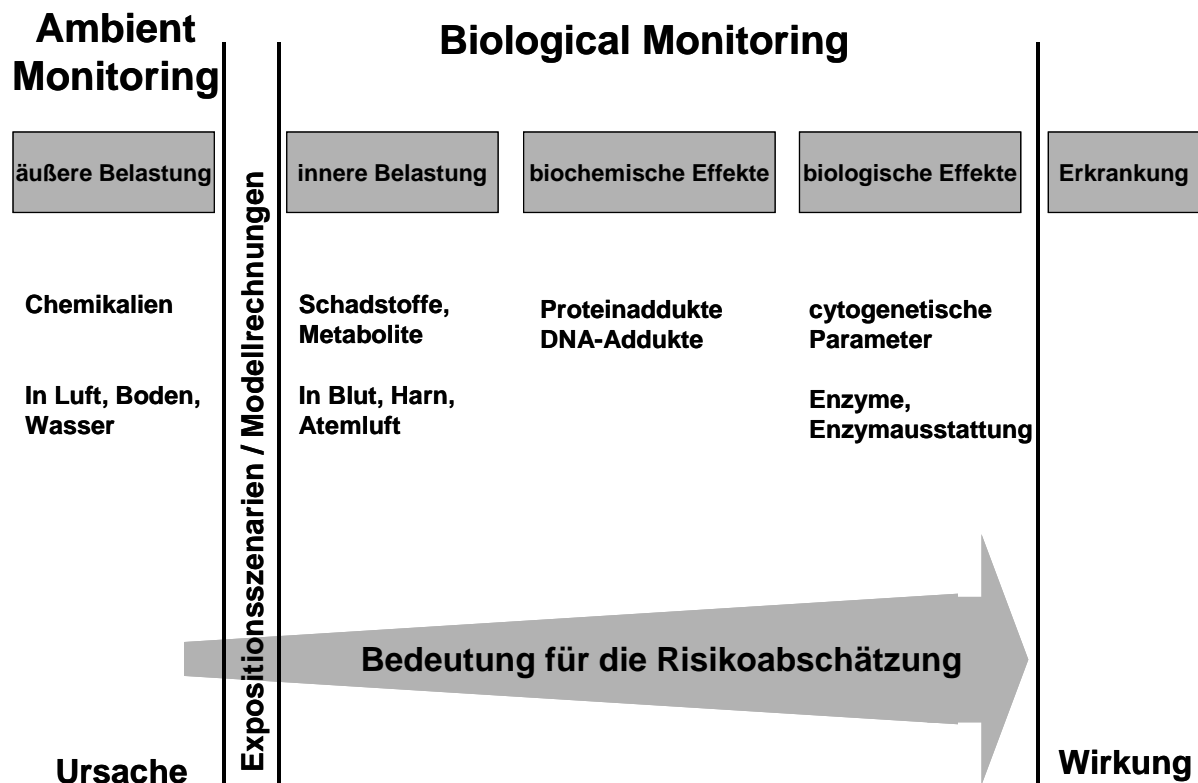 Ambient
Monitoring
Biological Monitoring
äußere Belastung
innere Belastung
biochemische Effekte
biologische Effekte
Erkrankung
Expositionsszenarien / Modellrechnungen
Chemikalien
In Luft, Boden,
Wasser
Schadstoffe,
Metabolite
In Blut, Harn,
Atemluft
Proteinaddukte
DNA-Addukte
cytogenetische
Parameter
Enzyme,
Enzymausstattung
Bedeutung für die Risikoabschätzung
Ursache
Wirkung